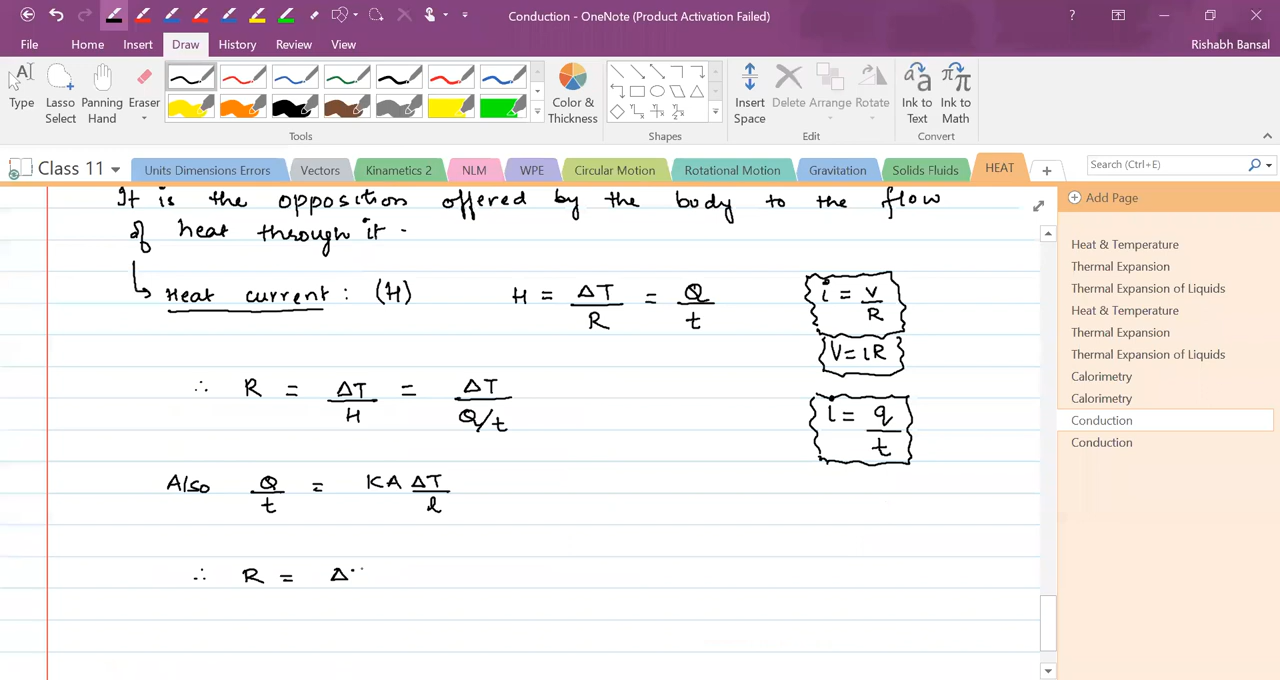 Conduction - OneNote (Product Activation Failed)
File Home Insert Draw History Review View Rishabh Bansal
Type Lasso Select Panning Hand Eraser Color & Thickness Insert Space Delete Arrange Rotate Ink to Text Ink to Math
Tools Shapes Edit Convert
Class 11 Units Dimensions Errors Vectors Kinematics 2 NLM WPE Circular Motion Rotational Motion Gravitation Solids Fluids HEAT Search (Ctrl+E)
It is the opposition offered by the body to the flow
of heat through it.
Heat current : (H) H = ΔT/R = Q/t
i = V/R
V = iR
∴ R = ΔT/H = ΔT/(Q/t)
i = q/t
Also Q/t = KA ΔT/l
∴ R = Δ
Add Page
Heat & Temperature
Thermal Expansion
Thermal Expansion of Liquids
Heat & Temperature
Thermal Expansion
Thermal Expansion of Liquids
Calorimetry
Calorimetry
Conduction
Conduction